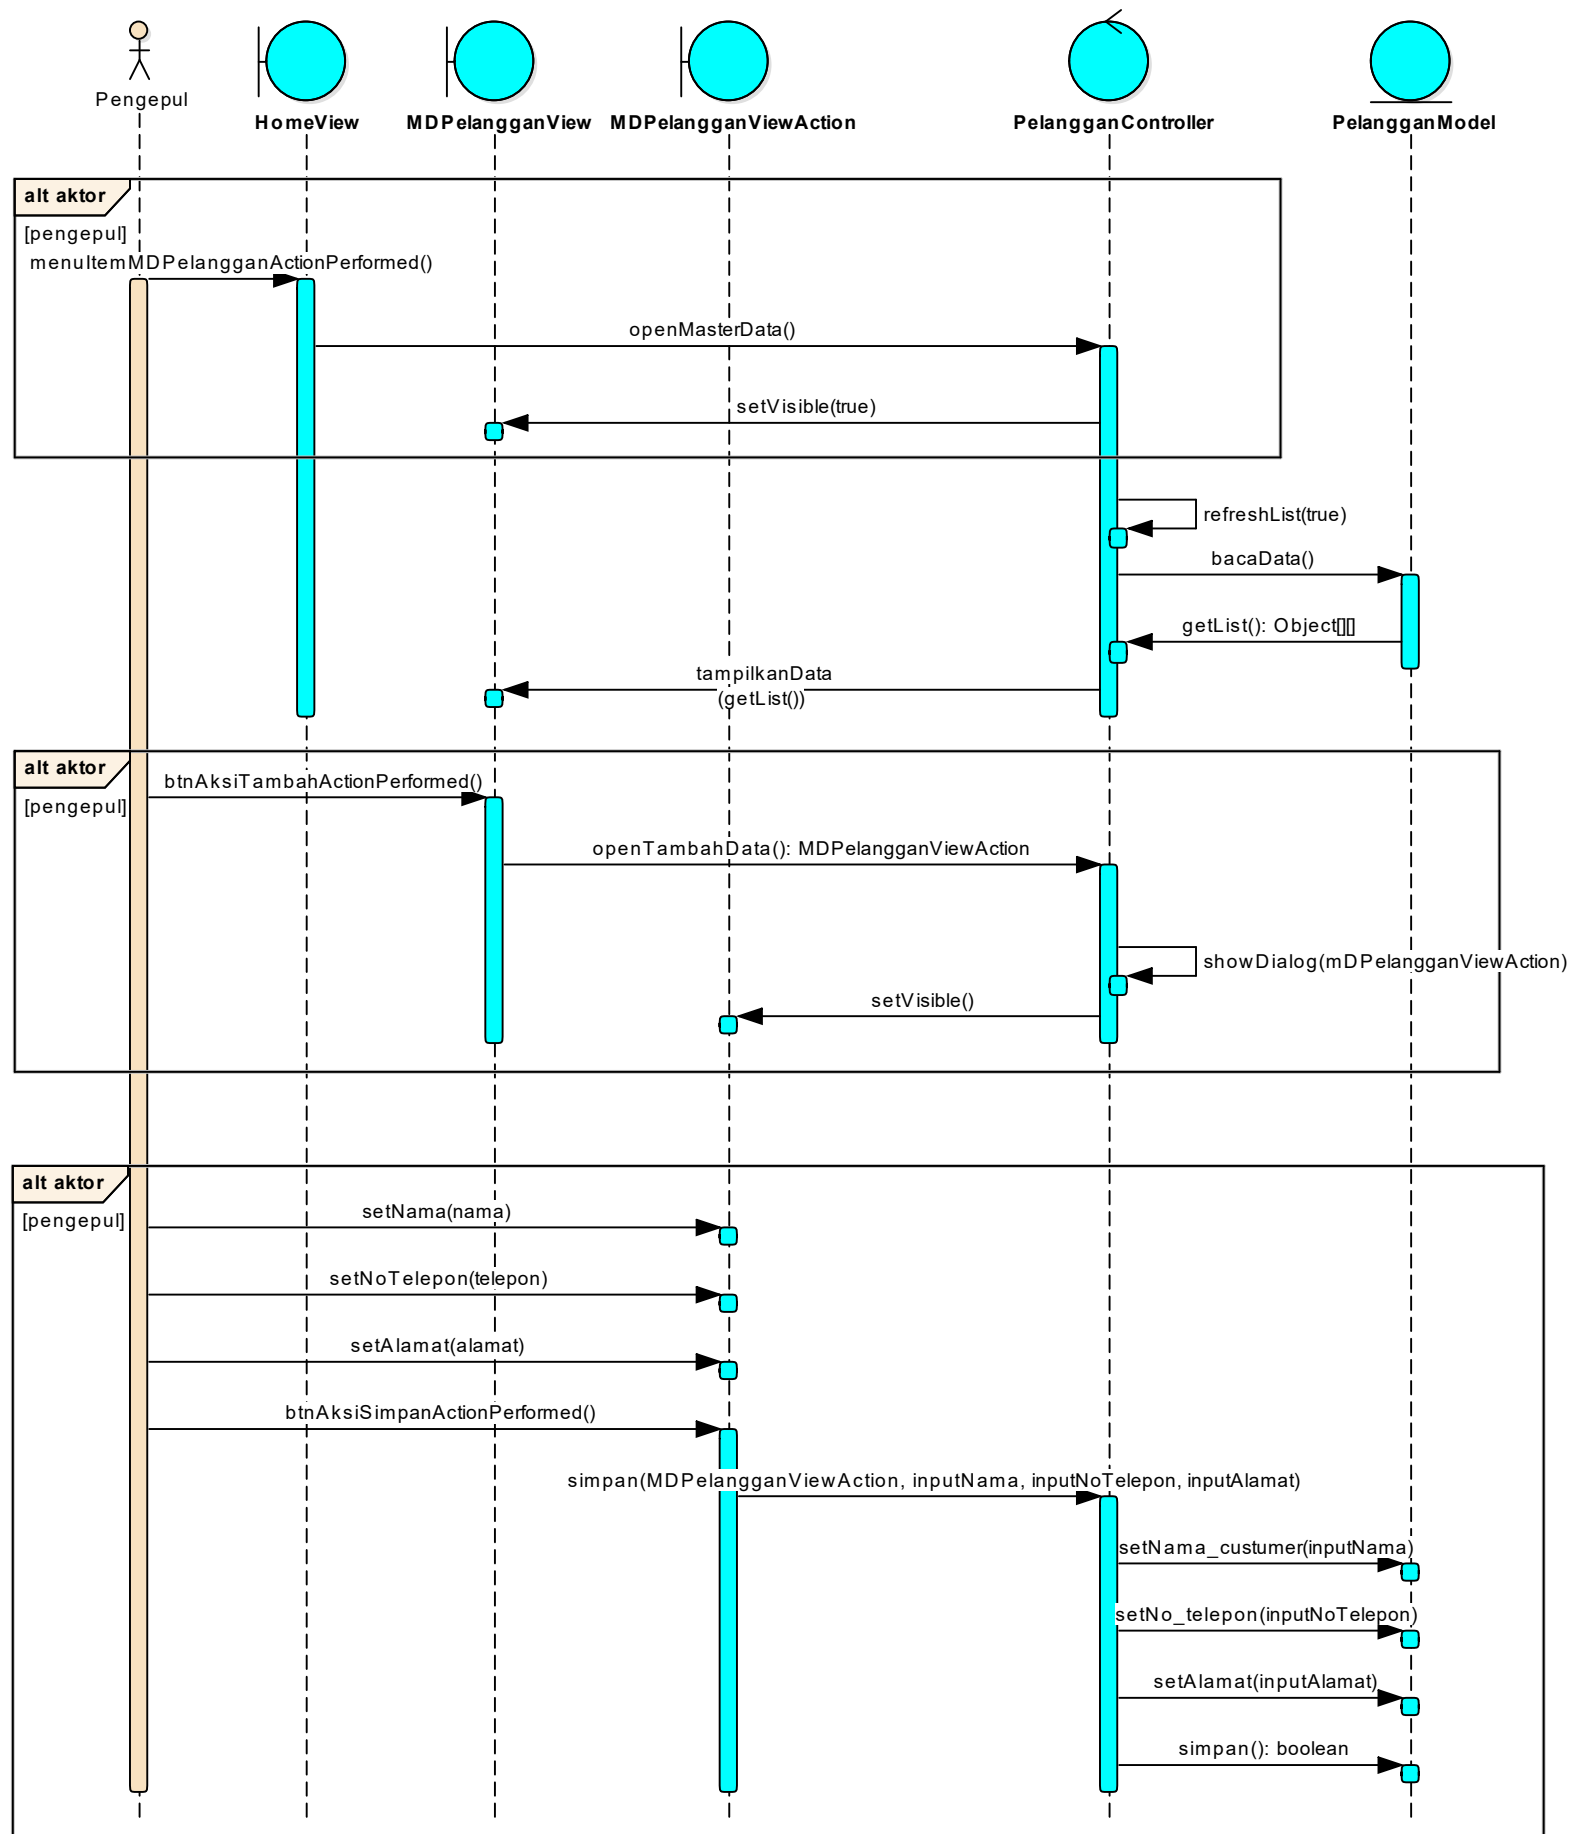 Pengepul
HomeView
MDPelangganView
MDPelangganViewAction
PelangganController
PelangganModel
alt aktor
[pengepul]
menuItemMDPelangganActionPerformed()
openMasterData()
setVisible(true)
refreshList(true)
bacaData()
getList(): Object[][]
tampilkanData
(getList())
alt aktor
[pengepul]
btnAksiTambahActionPerformed()
openTambahData(): MDPelangganViewAction
showDialog(mDPelangganViewAction)
setVisible()
alt aktor
[pengepul]
setNama(nama)
setNoTelepon(telepon)
setAlamat(alamat)
btnAksiSimpanActionPerformed()
simpan(MDPelangganViewAction, inputNama, inputNoTelepon, inputAlamat)
setNama_custumer(inputNama)
setNo_telepon(inputNoTelepon)
setAlamat(inputAlamat)
simpan(): boolean